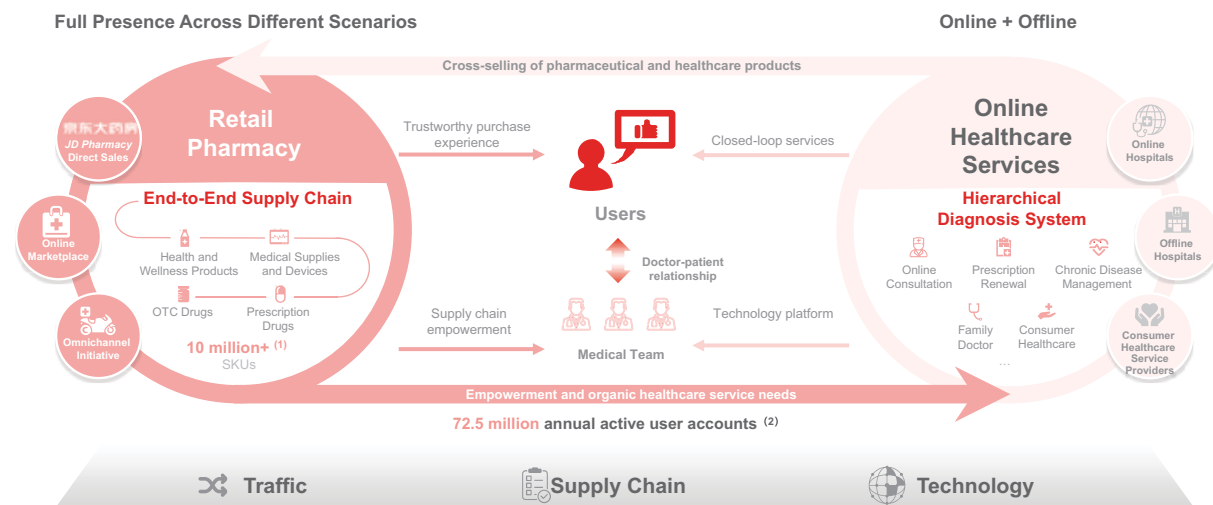 Full Presence Across Different Scenarios
Online + Offline
Cross-selling of pharmaceutical and healthcare products
京东大药房
JD Pharmacy
Direct Sales
Online
Marketplace
Omnichannel
Initiative
Retail
Pharmacy
End-to-End Supply Chain
Health and
Wellness Products
Medical Supplies
and Devices
OTC Drugs
Prescription
Drugs
10 million+ (1)
SKUs
Trustworthy purchase
experience
Supply chain
empowerment
Users
Doctor-patient
relationship
Medical Team
Closed-loop services
Technology platform
Online
Healthcare
Services
Hierarchical
Diagnosis System
Online
Consultation
Prescription
Renewal
Chronic Disease
Management
Family
Doctor
Consumer
Healthcare
...
Online
Hospitals
H
Offline
Hospitals
Consumer
Healthcare
Service
Providers
Empowerment and organic healthcare service needs
72.5 million annual active user accounts (2)
Traffic
Supply Chain
Technology